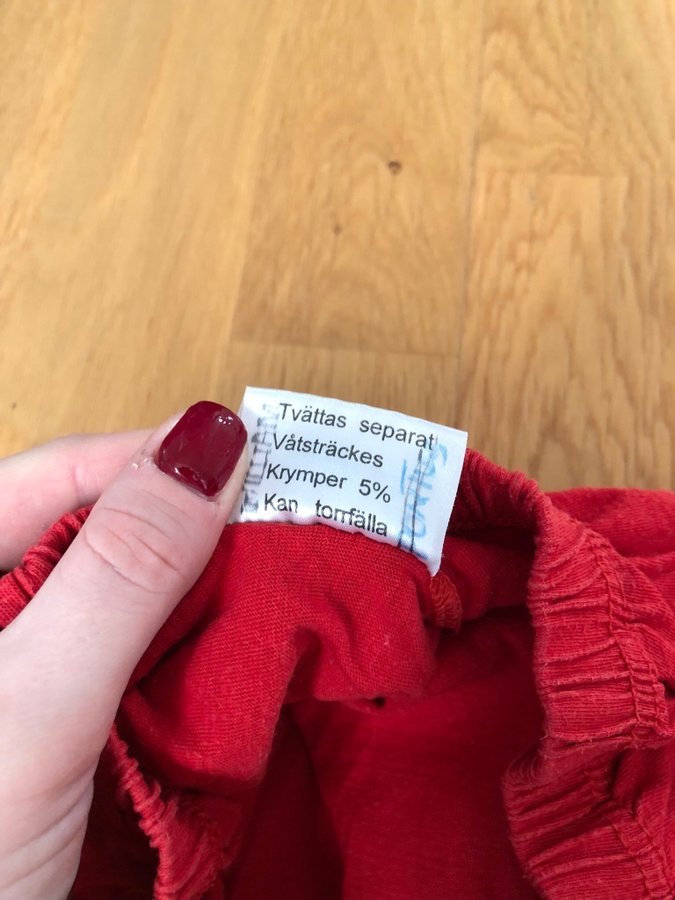 Tvättas separat
Våtsträckes
Krymper 5%
Kan torrfälla